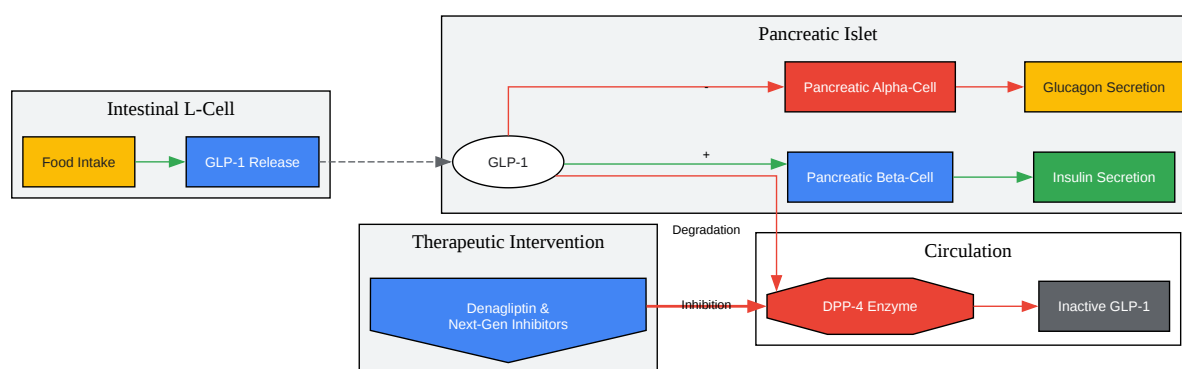 Pancreatic Islet
Pancreatic Alpha-Cell
Glucagon Secretion
-
Intestinal L-Cell
Food Intake
GLP-1 Release
GLP-1
+
Pancreatic Beta-Cell
Insulin Secretion
Degradation
Therapeutic Intervention
Denagliptin &
Next-Gen Inhibitors
Inhibition
Circulation
DPP-4 Enzyme
Inactive GLP-1